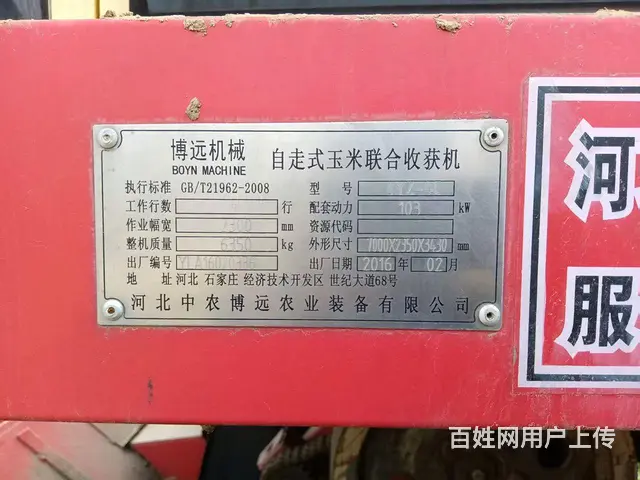 博远机械
BOYN MACHINE
自走式玉米联合收获机
执行标准 GB/T21962-2008 型号
工作行数 行 配套动力 103 kW
作业幅宽 mm 资源代码
整机质量 6350 kg 外形尺寸 7000X2350X3430 mm
出厂编号 出厂日期 2016 年 02 月
地址 河北 石家庄 经济技术开发区 世纪大道68号
河北中农博远农业装备有限公司
河
服
百姓网用户上传